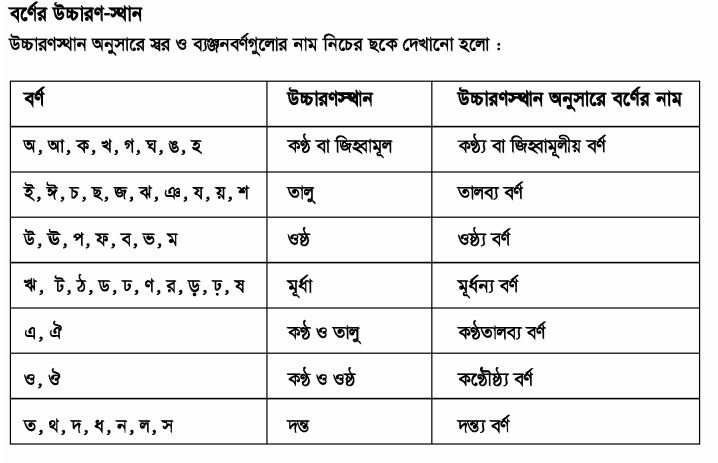 বর্ণের উচ্চারণ-স্থান
উচ্চারণস্থান অনুসারে স্বর ও ব্যঞ্জনবর্ণগুলোর নাম নিচের ছকে দেখানো হলো :
বর্ণ উচ্চারণস্থান উচ্চারণস্থান অনুসারে বর্ণের নাম
অ, আ, ক, খ, গ, ঘ, ঙ, হ কণ্ঠ বা জিহ্বামূল কণ্ঠ্য বা জিহ্বামূলীয় বর্ণ
ই, ঈ, চ, ছ, জ, ঝ, ঞ, য, য়, শ তালু তালব্য বর্ণ
উ, ঊ, প, ফ, ব, ভ, ম ওষ্ঠ ওষ্ঠ্য বর্ণ
ঋ, ট, ঠ, ড, ঢ, ণ, র, ড়, ঢ়, ষ মূর্ধা মূর্ধন্য বর্ণ
এ, ঐ কণ্ঠ ও তালু কণ্ঠতালব্য বর্ণ
ও, ঔ কণ্ঠ ও ওষ্ঠ কণ্ঠৌষ্ঠ্য বর্ণ
ত, থ, দ, ধ, ন, ল, স দন্ত দন্ত্য বর্ণ